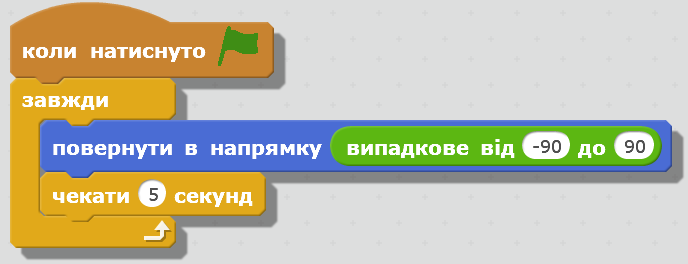 коли натиснуто
завжди
повернути в напрямку випадкове від -90 до 90
чекати 5 секунд